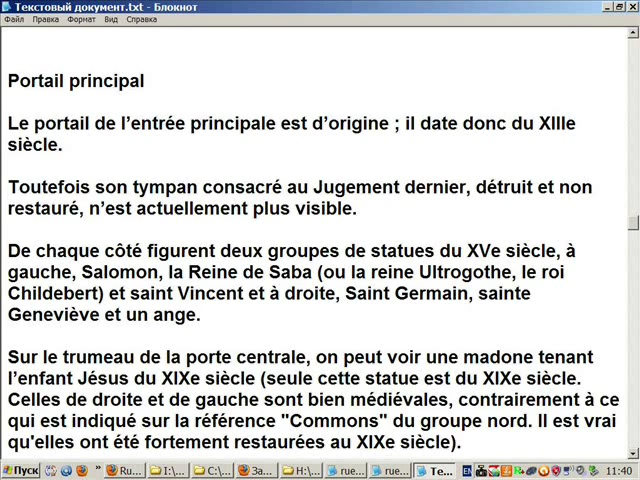 Текстовый документ.txt - Блокнот
Файл Правка Формат Вид Справка
Portail principal
Le portail de l’entrée principale est d’origine ; il date donc du XIIIe
siècle.
Toutefois son tympan consacré au Jugement dernier, détruit et non
restauré, n’est actuellement plus visible.
De chaque côté figurent deux groupes de statues du XVe siècle, à
gauche, Salomon, la Reine de Saba (ou la reine Ultrogothe, le roi
Childebert) et saint Vincent et à droite, Saint Germain, sainte
Geneviève et un ange.
Sur le trumeau de la porte centrale, on peut voir une madone tenant
l’enfant Jésus du XIXe siècle (seule cette statue est du XIXe siècle.
Celles de droite et de gauche sont bien médiévales, contrairement à ce
qui est indiqué sur la référence "Commons" du groupe nord. Il est vrai
qu'elles ont été fortement restaurées au XIXe siècle).
Пуск » Ru... I:\... C:\... За... H:\... rue... rue... Те... EN 11:40